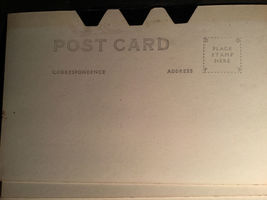 POST CARD
CORRESPONDENCE
ADDRESS
PLACE
STAMP
HERE